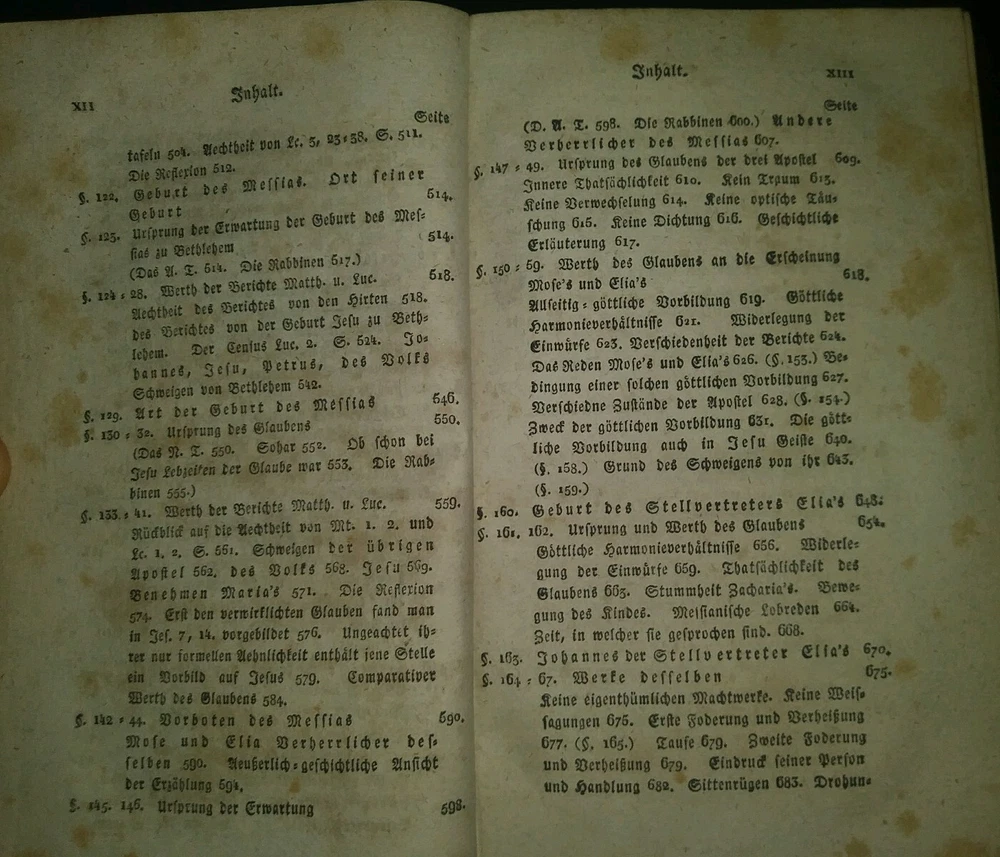 XII
Inhalt.
Seite
tafeln 504. Aechtheit von Lc. 3, 23=38. S. 511.
Die Reflexion 512.
§. 122. Geburt des Messias. Ort seiner
Geburt 514.
§. 123. Ursprung der Erwartung der Geburt des Mes=
sias zu Bethlehem 514.
(Das A. T. 514. Die Rabbinen 517.)
§. 124=28. Werth der Berichte Matth. u. Luc. 518.
Aechtheit des Berichtes von den Hirten 518.
des Berichtes von der Geburt Jesu zu Beth=
lehem. Der Census Luc. 2. S. 524. Jo=
hannes, Jesu, Petrus, des Volks
Schweigen von Bethlehem 542.
§. 129. Art der Geburt des Messias 546.
§. 130=32. Ursprung des Glaubens 550.
(Das N. T. 550. Sohar 552. Ob schon bei
Jesu Lebzeiten der Glaube war 553. Die Rab=
binen 555.)
§. 133=41. Werth der Berichte Matth. u. Luc. 559.
Rückblick auf die Aechtheit von Mt. 1. 2. und
Lc. 1. 2. S. 561. Schweigen der übrigen
Apostel 562. des Volks 568. Jesu 569.
Benehmen Maria's 571. Die Reflexion
574. Erst den verwirklichten Glauben fand man
in Jes. 7, 14. vorgebildet 576. Ungeachtet ih=
rer nur formellen Aehnlichkeit enthält jene Stelle
ein Vorbild auf Jesus 579. Comparativer
Werth des Glaubens 584.
§. 142=44. Vorboten des Messias 590.
Mose und Elia Verherrlicher des=
selben 590. Aeußerlich=geschichtliche Ansicht
der Erzählung 594.
§. 145. 146. Ursprung der Erwartung 598.
Inhalt.
XIII
Seite
(D. A. T. 598. Die Rabbinen 600.) Andere
Verherrlicher des Messias 607.
§. 147=49. Ursprung des Glaubens der drei Apostel 609.
Innere Thatsächlichkeit 610. Kein Traum 613.
Keine Verwechselung 614. Keine optische Täu=
schung 615. Keine Dichtung 616. Geschichtliche
Erläuterung 617.
§. 150=59. Werth des Glaubens an die Erscheinung
Mose's und Elia's 618.
Allseitig=göttliche Vorbildung 619. Göttliche
Harmonieverhältnisse 621. Widerlegung der
Einwürfe 623. Verschiedenheit der Berichte 624.
Das Reden Mose's und Elia's 626. (§. 153.) Be=
dingung einer solchen göttlichen Vorbildung 627.
Verschiedne Zustände der Apostel 628. (§. 154.)
Zweck der göttlichen Vorbildung 631. Die gött=
liche Vorbildung auch in Jesu Geiste 640.
(§. 158.) Grund des Schweigens von ihr 643.
(§. 159.)
§. 160. Geburt des Stellvertreters Elia's 648.
§. 161. 162. Ursprung und Werth des Glaubens 654.
Göttliche Harmonieverhältnisse 656. Widerle=
gung der Einwürfe 659. Thatsächlichkeit des
Glaubens 663. Stummheit Zacharia's. Bewe=
gung des Kindes. Messianische Lobreden 664.
Zeit, in welcher sie gesprochen sind. 668.
§. 163. Johannes der Stellvertreter Elia's 670.
§. 164=67. Werke desselben 675.
Keine eigenthümlichen Machtwerke. Keine Weis=
sagungen 675. Erste Foderung und Verheißung
677. (§. 165.) Taufe 679. Zweite Foderung
und Verheißung 679. Eindruck seiner Person
und Handlung 682. Sittenrügen 683. Drohun=